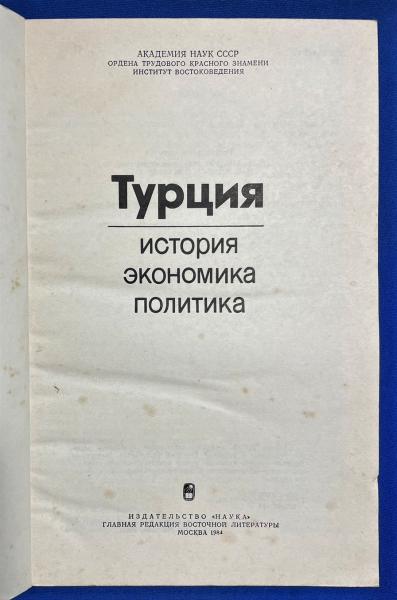 АКАДЕМИЯ НАУК СССР
ОРДЕНА ТРУДОВОГО КРАСНОГО ЗНАМЕНИ
ИНСТИТУТ ВОСТОКОВЕДЕНИЯ
Турция
история
экономика
политика
ИЗДАТЕЛЬСТВО «НАУКА»
ГЛАВНАЯ РЕДАКЦИЯ ВОСТОЧНОЙ ЛИТЕРАТУРЫ
МОСКВА 1984